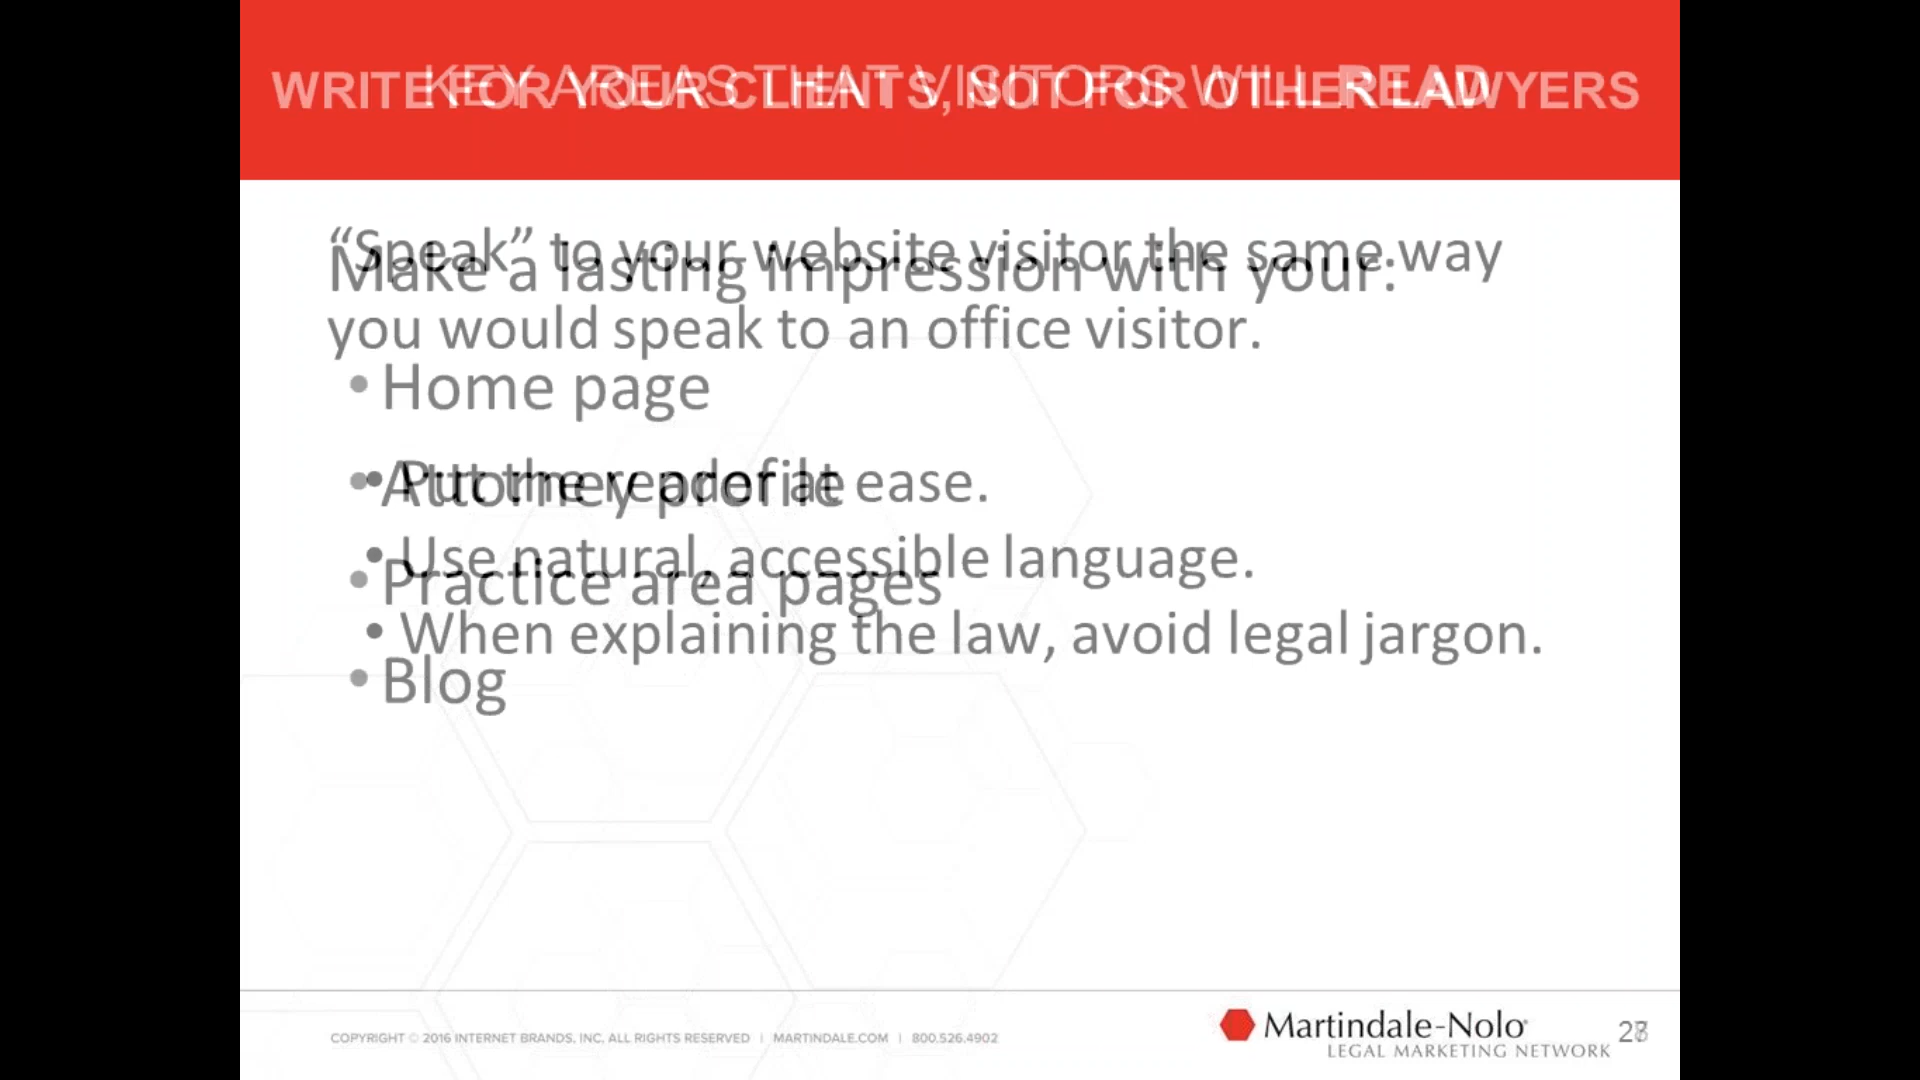 WRITE FOR YOUR CLIENTS, NOT FOR OTHER LAWYERS
KEY AREAS THAT VISITORS WILL READ
“Speak” to your website visitor the same way
you would speak to an office visitor.
Make a lasting impression with your:
• Home page
• Attorney profile
• Put the reader at ease.
• Use natural, accessible language.
• Practice area pages
• When explaining the law, avoid legal jargon.
• Blog
COPYRIGHT © 2016 INTERNET BRANDS, INC. ALL RIGHTS RESERVED | MARTINDALE.COM | 800.526.4902
Martindale-Nolo
LEGAL MARKETING NETWORK